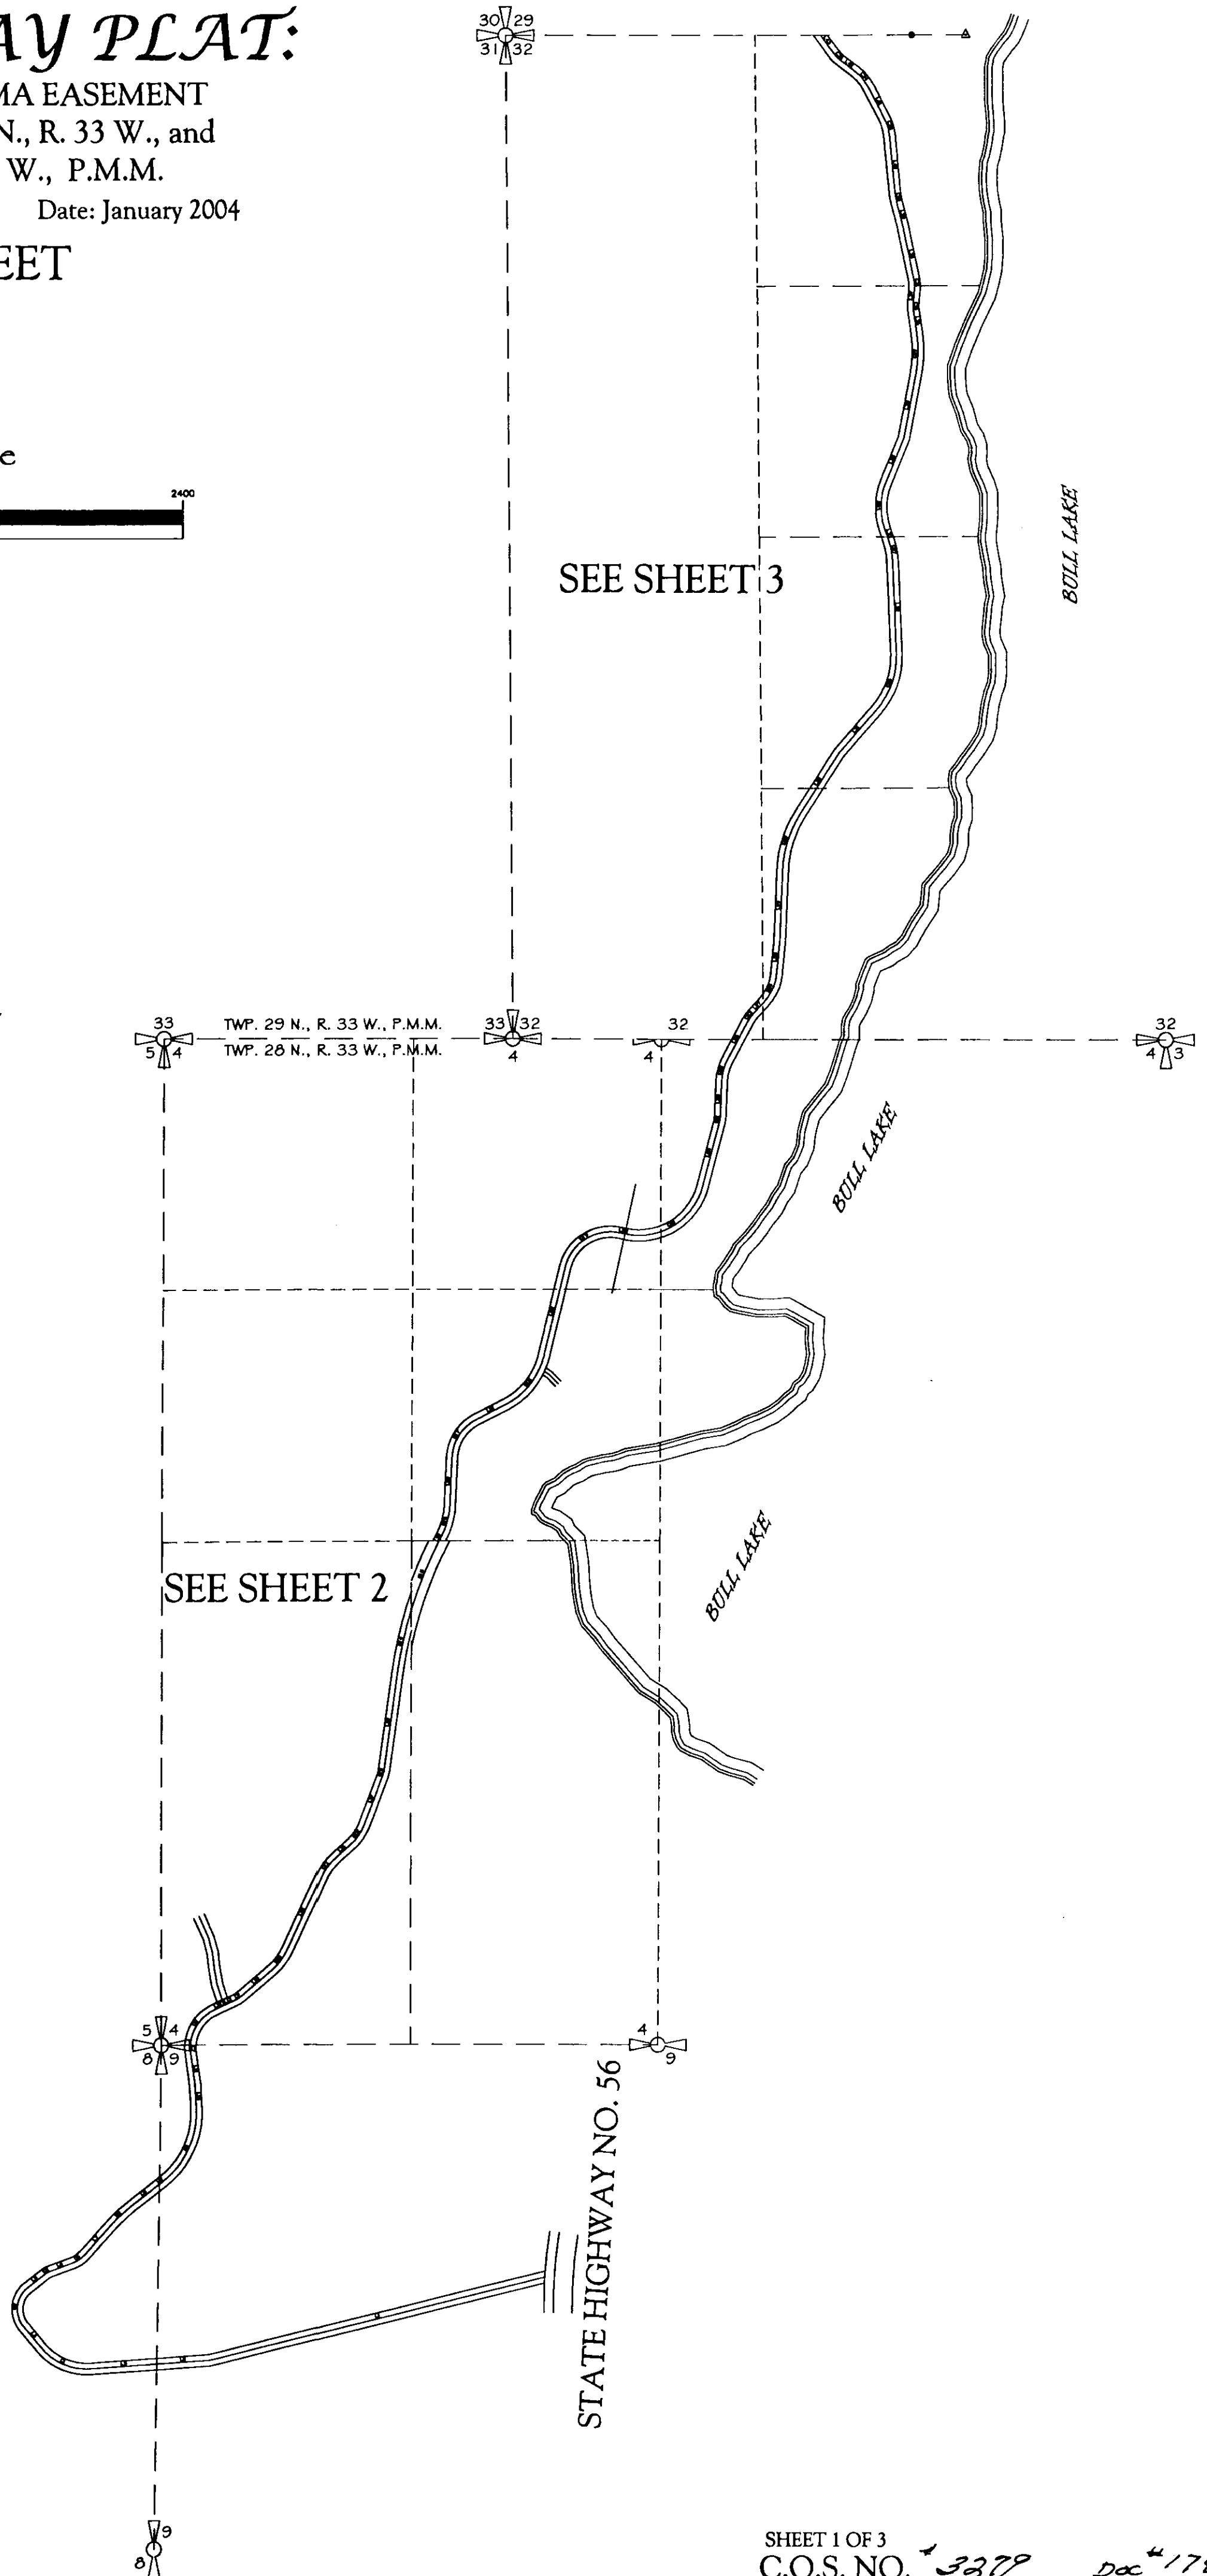 AY PLAT:
MA EASEMENT
N., R. 33 W., and
W., P.M.M.
Date: January 2004
EET
e
2400
30 29
31 32
SEE SHEET 3
BULL LAKE
33
5 4
TWP. 29 N., R. 33 W., P.M.M.
TWP. 28 N., R. 33 W., P.M.M.
33 32
4
32
4
32
4 3
BULL LAKE
BULL LAKE
SEE SHEET 2
5 4
8 9
4
9
STATE HIGHWAY NO. 56
9
8
SHEET 1 OF 3
C.O.S. NO. # 3279 Doc #17